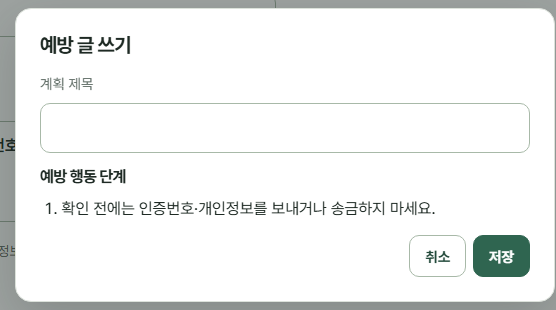 예방 글 쓰기
계획 제목
예방 행동 단계
1. 확인 전에는 인증번호·개인정보를 보내거나 송금하지 마세요.
취소 저장